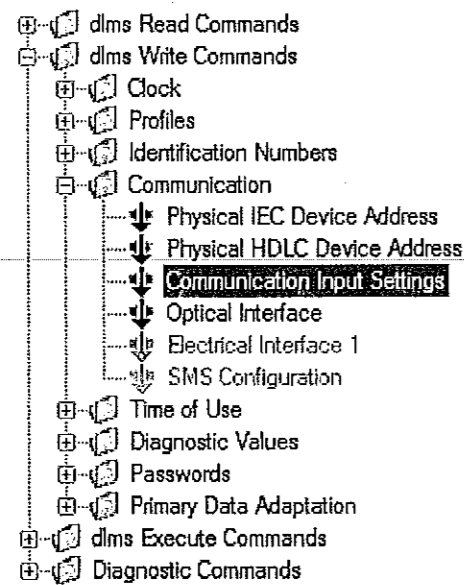 dlms Read Commands
dlms Write Commands
Clock
Profiles
Identification Numbers
Communication
Physical IEC Device Address
Physical HDLC Device Address
Communication Input Settings
Optical Interface
Electrical Interface 1
SMS Configuration
Time of Use
Diagnostic Values
Passwords
Primary Data Adaptation
dlms Execute Commands
Diagnostic Commands